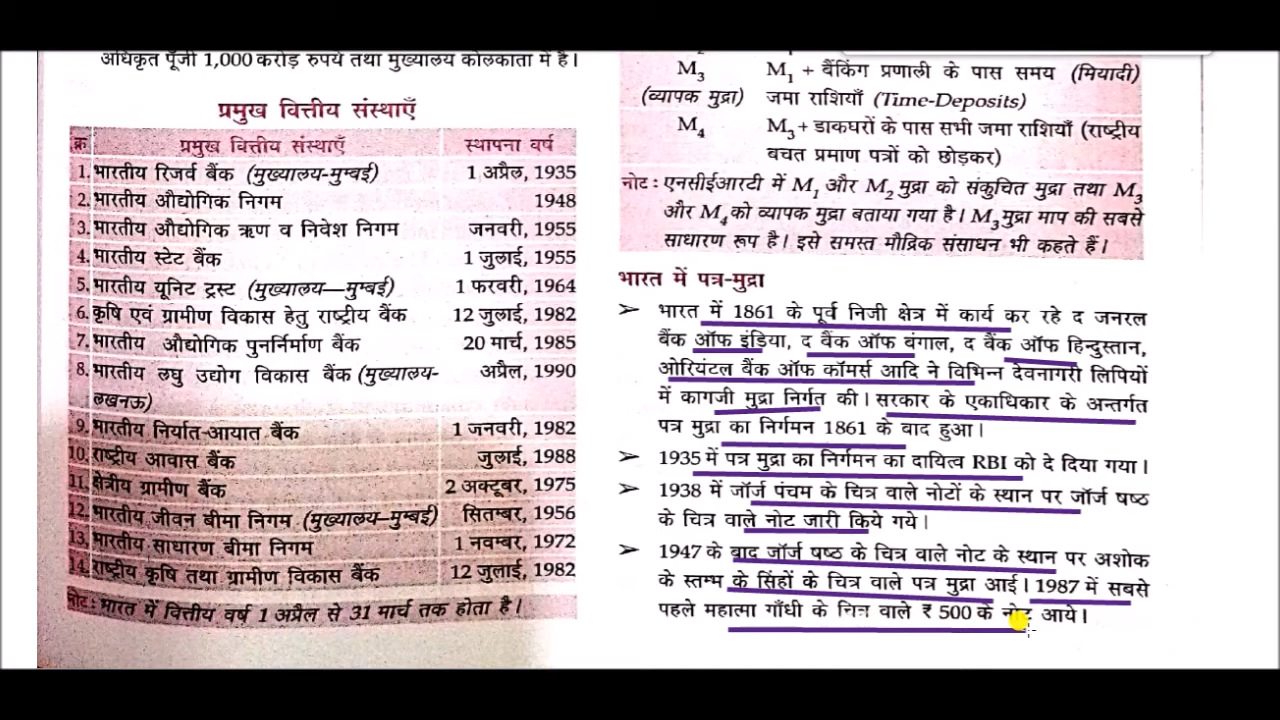 अधिकृत पूँजी 1,000 करोड़ रुपये तथा मुख्यालय कोलकाता में है।
प्रमुख वित्तीय संस्थाएँ
क्र प्रमुख वित्तीय संस्थाएँ स्थापना वर्ष
1. भारतीय रिजर्व बैंक (मुख्यालय-मुम्बई) 1 अप्रैल, 1935
2. भारतीय औद्योगिक निगम 1948
3. भारतीय औद्योगिक ऋण व निवेश निगम जनवरी, 1955
4. भारतीय स्टेट बैंक 1 जुलाई, 1955
5. भारतीय यूनिट ट्रस्ट (मुख्यालय—मुम्बई) 1 फरवरी, 1964
6. कृषि एवं ग्रामीण विकास हेतु राष्ट्रीय बैंक 12 जुलाई, 1982
7. भारतीय औद्योगिक पुनर्निर्माण बैंक 20 मार्च, 1985
8. भारतीय लघु उद्योग विकास बैंक (मुख्यालय- अप्रैल, 1990
लखनऊ)
9. भारतीय निर्यात-आयात बैंक 1 जनवरी, 1982
10. राष्ट्रीय आवास बैंक जुलाई, 1988
11. क्षेत्रीय ग्रामीण बैंक 2 अक्टूबर, 1975
12. भारतीय जीवन बीमा निगम (मुख्यालय–मुम्बई) सितम्बर, 1956
13. भारतीय साधारण बीमा निगम 1 नवम्बर, 1972
14. राष्ट्रीय कृषि तथा ग्रामीण विकास बैंक 12 जुलाई, 1982
नोट: भारत में वित्तीय वर्ष 1 अप्रैल से 31 मार्च तक होता है।
M3 M1 + बैंकिंग प्रणाली के पास समय (मियादी)
(व्यापक मुद्रा) जमा राशियाँ (Time-Deposits)
M4 M3 + डाकघरों के पास सभी जमा राशियाँ (राष्ट्रीय
बचत प्रमाण पत्रों को छोड़कर)
नोट : एनसीईआरटी में M1 और M2 मुद्रा को संकुचित मुद्रा तथा M3
और M4 को व्यापक मुद्रा बताया गया है। M3 मुद्रा माप की सबसे
साधारण रूप है। इसे समस्त मौद्रिक संसाधन भी कहते हैं।
भारत में पत्र-मुद्रा
➢ भारत में 1861 के पूर्व निजी क्षेत्र में कार्य कर रहे द जनरल
बैंक ऑफ इंडिया, द बैंक ऑफ बंगाल, द बैंक ऑफ हिन्दुस्तान,
ओरियंटल बैंक ऑफ कॉमर्स आदि ने विभिन्न देवनागरी लिपियों
में कागजी मुद्रा निर्गत की। सरकार के एकाधिकार के अन्तर्गत
पत्र मुद्रा का निर्गमन 1861 के बाद हुआ।
➢ 1935 में पत्र मुद्रा का निर्गमन का दायित्व RBI को दे दिया गया।
➢ 1938 में जॉर्ज पंचम के चित्र वाले नोटों के स्थान पर जॉर्ज षष्ठ
के चित्र वाले नोट जारी किये गये।
➢ 1947 के बाद जॉर्ज षष्ठ के चित्र वाले नोट के स्थान पर अशोक
के स्तम्भ के सिंहों के चित्र वाले पत्र मुद्रा आई। 1987 में सबसे
पहले महात्मा गाँधी के चित्र वाले ₹ 500 के नोट आये।